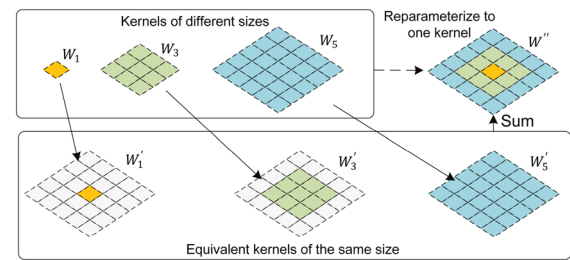 Kernels of different sizes
Reparameterize to
one kernel
W₁
W₃
W₅
W''
Sum
W₁'
W₃'
W₅'
Equivalent kernels of the same size